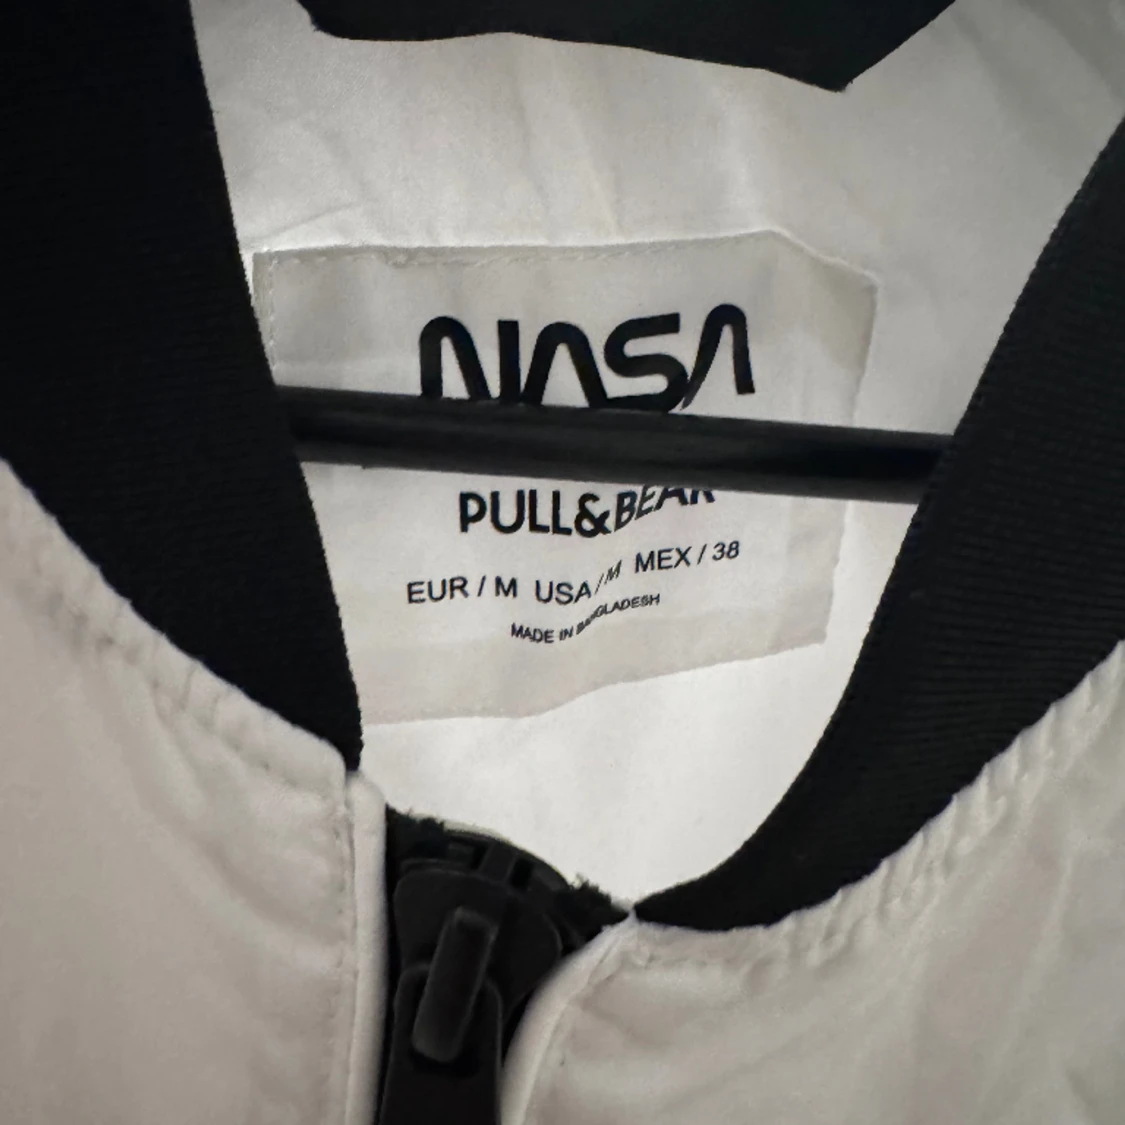 NASA
PULL&BEAR
EUR / M USA / M MEX / 38
MADE IN BANGLADESH